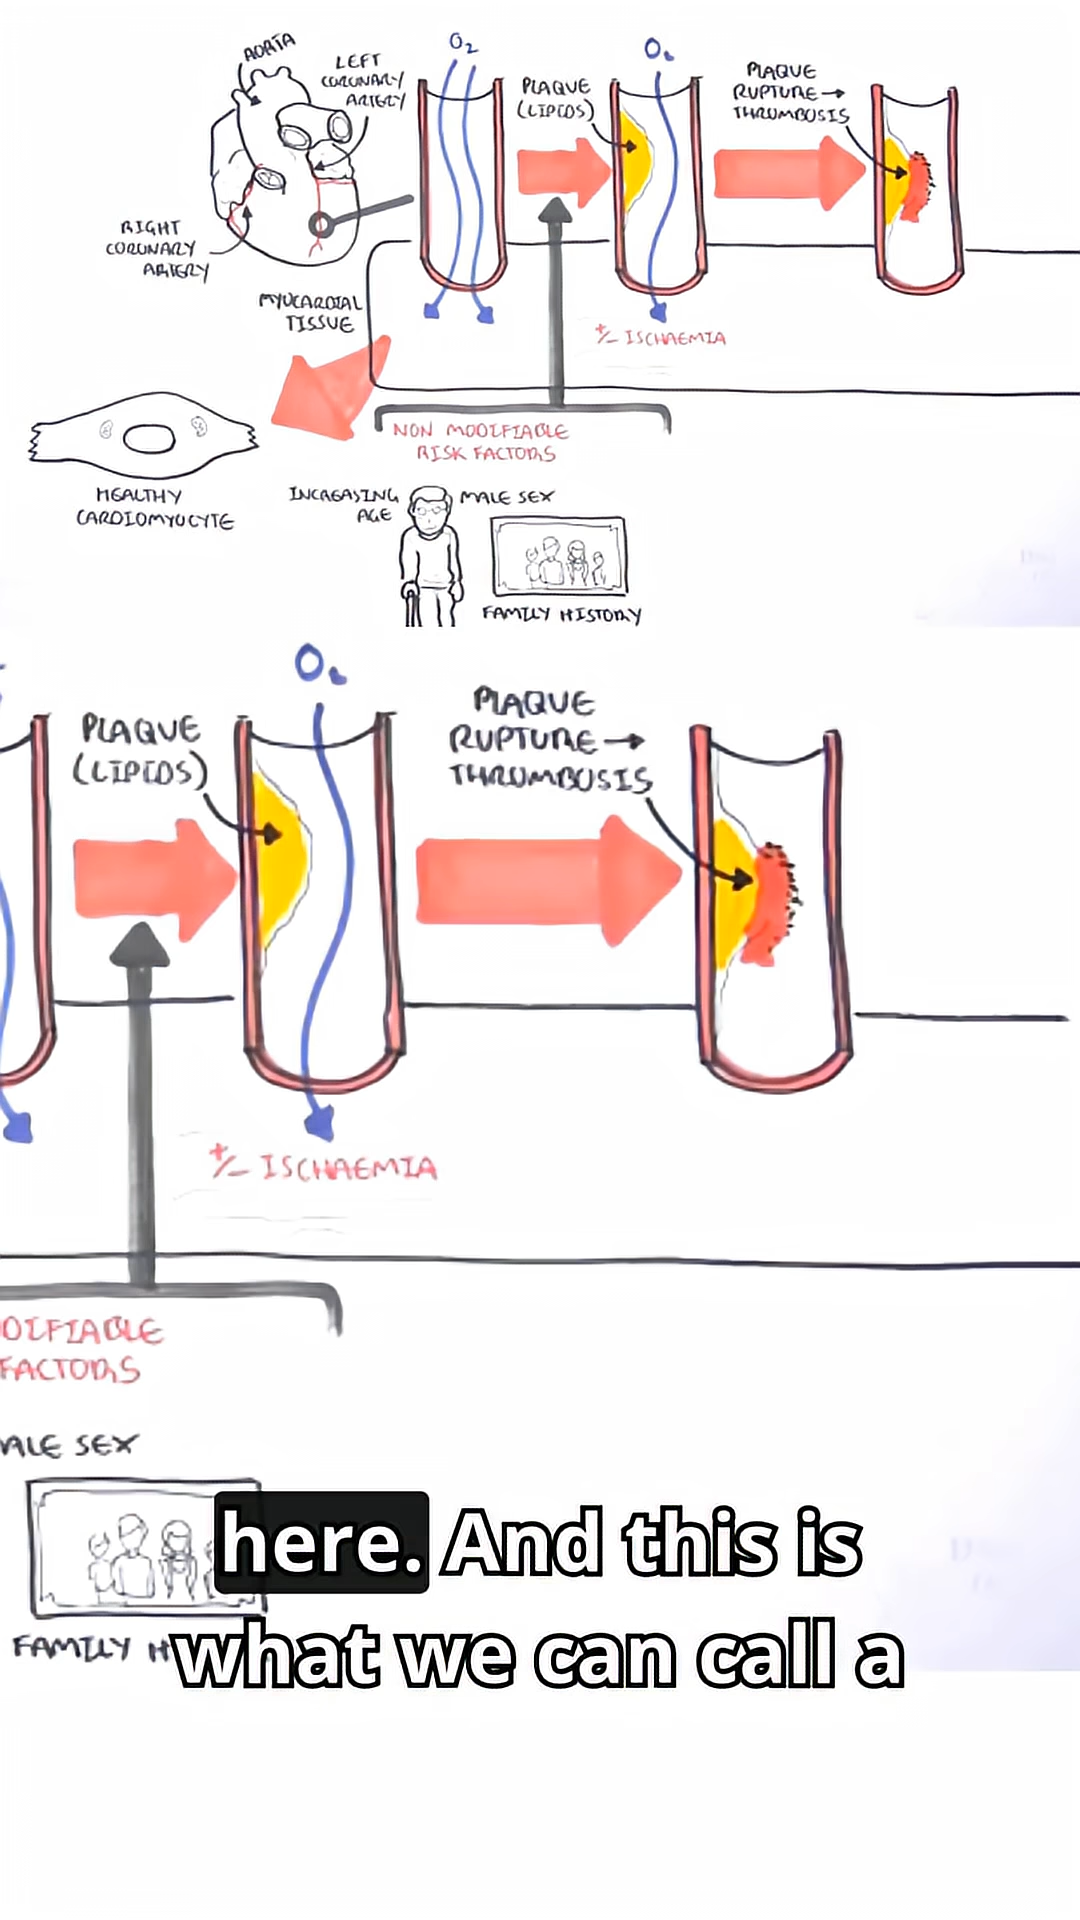 AORTA
LEFT
CORONARY
ARTERY
O2
PLAQUE
(LIPIDS)
O2
PLAQUE
RUPTURE→
THROMBOSIS
RIGHT
CORONARY
ARTERY
MYOCARDIAL
TISSUE
+/- ISCHAEMIA
NON MODIFIABLE
RISK FACTORS
HEALTHY
CARDIOMYOCYTE
INCREASING
AGE
MALE SEX
FAMILY HISTORY
O2
PLAQUE
(LIPIDS)
PLAQUE
RUPTURE→
THROMBOSIS
+/- ISCHAEMIA
ODIFIABLE
FACTORS
ALE SEX
FAMILY H
here. And this is
what we can call a